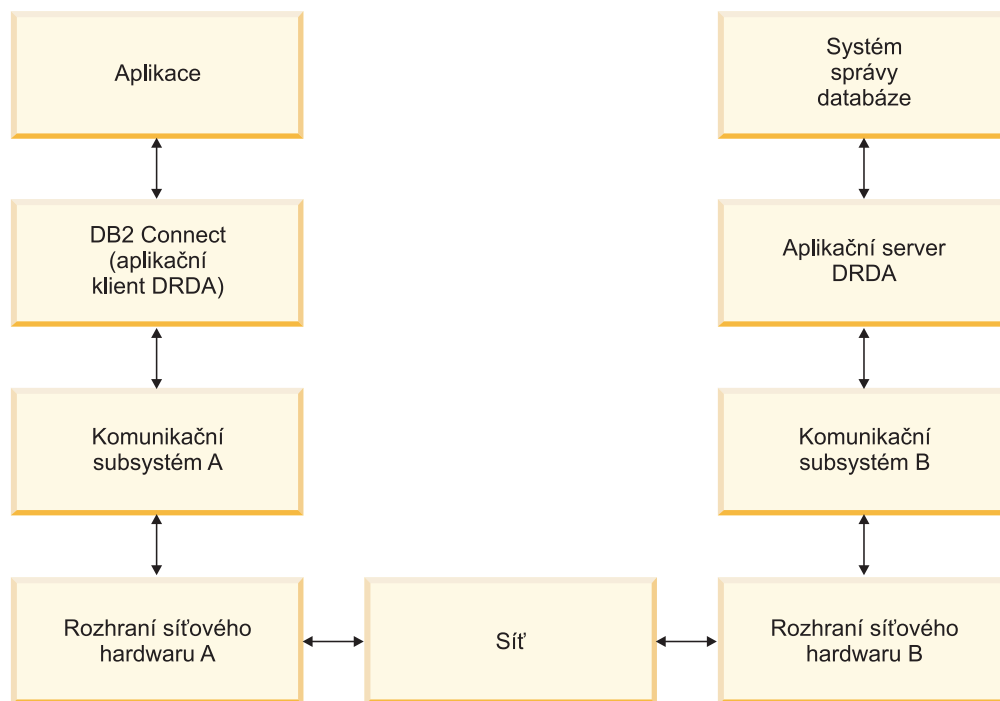 Aplikace
DB2 Connect
(aplikační
klient DRDA)
Komunikační
subsystém A
Rozhraní síťového
hardwaru A
Síť
Systém
správy
databáze
Aplikační server
DRDA
Komunikační
subsystém B
Rozhraní síťového
hardwaru B